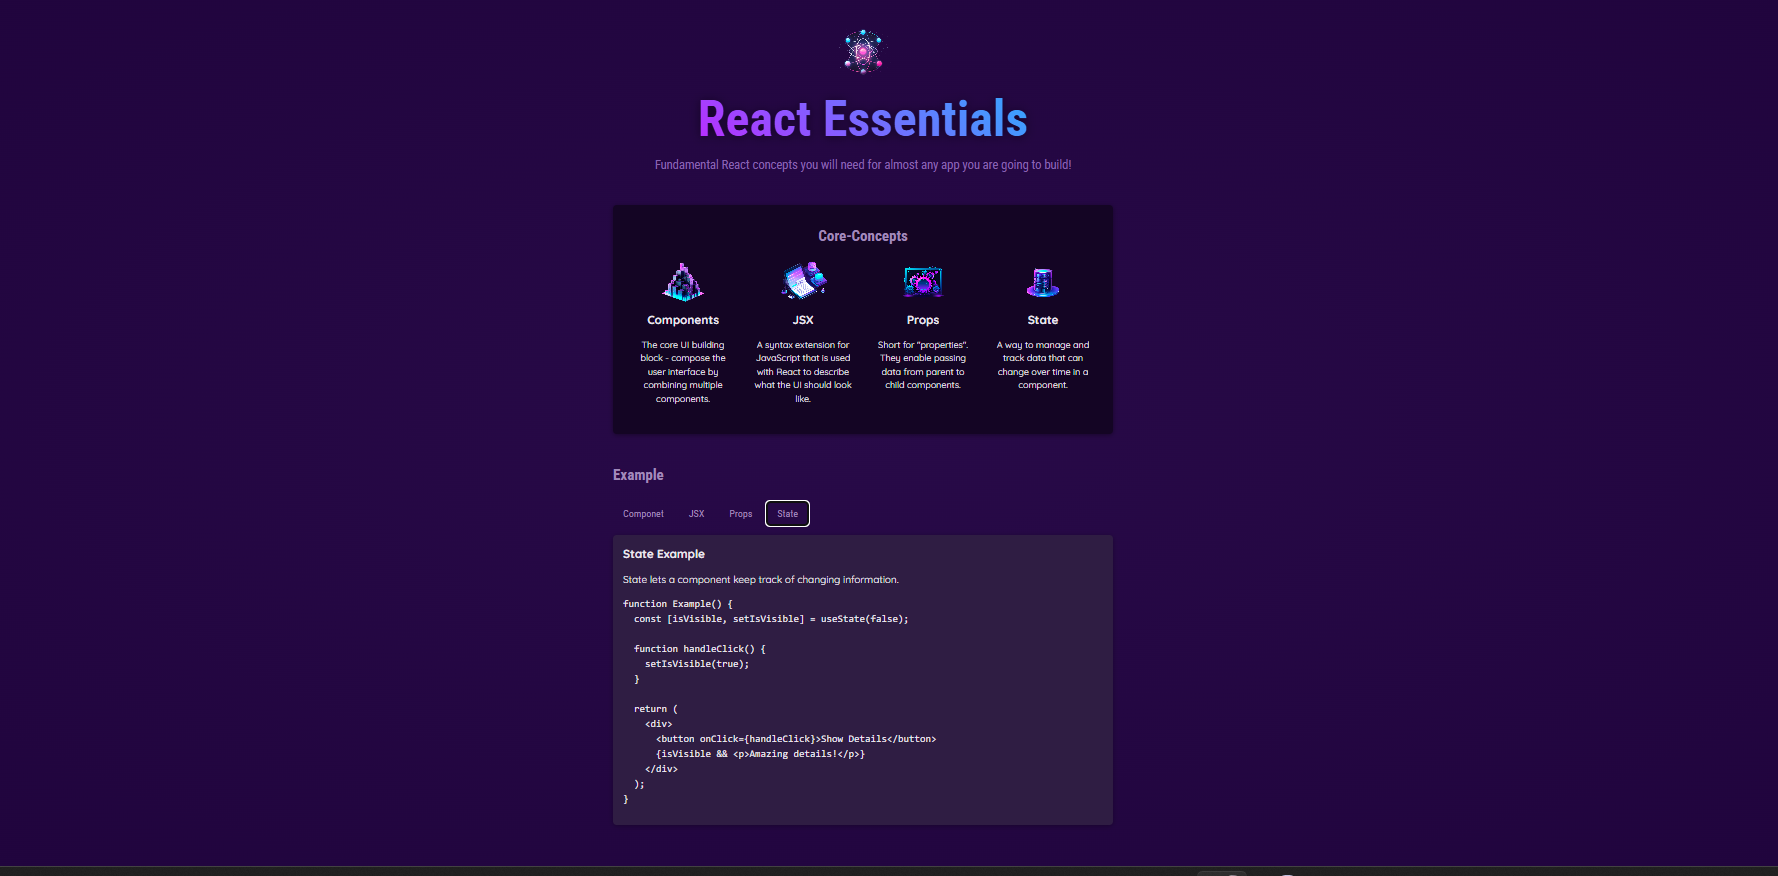 React Essentials
Fundamental React concepts you will need for almost any app you are going to build!
Core-Concepts
Components
The core UI building
block - compose the
user interface by
combining multiple
components.
JSX
A syntax extension for
JavaScript that is used
with React to describe
what the UI should look
like.
Props
Short for "properties".
They enable passing
data from parent to
child components.
State
A way to manage and
track data that can
change over time in a
component.
Example
Componet
JSX
Props
State
State Example
State lets a component keep track of changing information.
function Example() {
  const [isVisible, setIsVisible] = useState(false);

  function handleClick() {
    setIsVisible(true);
  }

  return (
    <div>
      <button onClick={handleClick}>Show Details</button>
      {isVisible && <p>Amazing details!</p>}
    </div>
  );
}